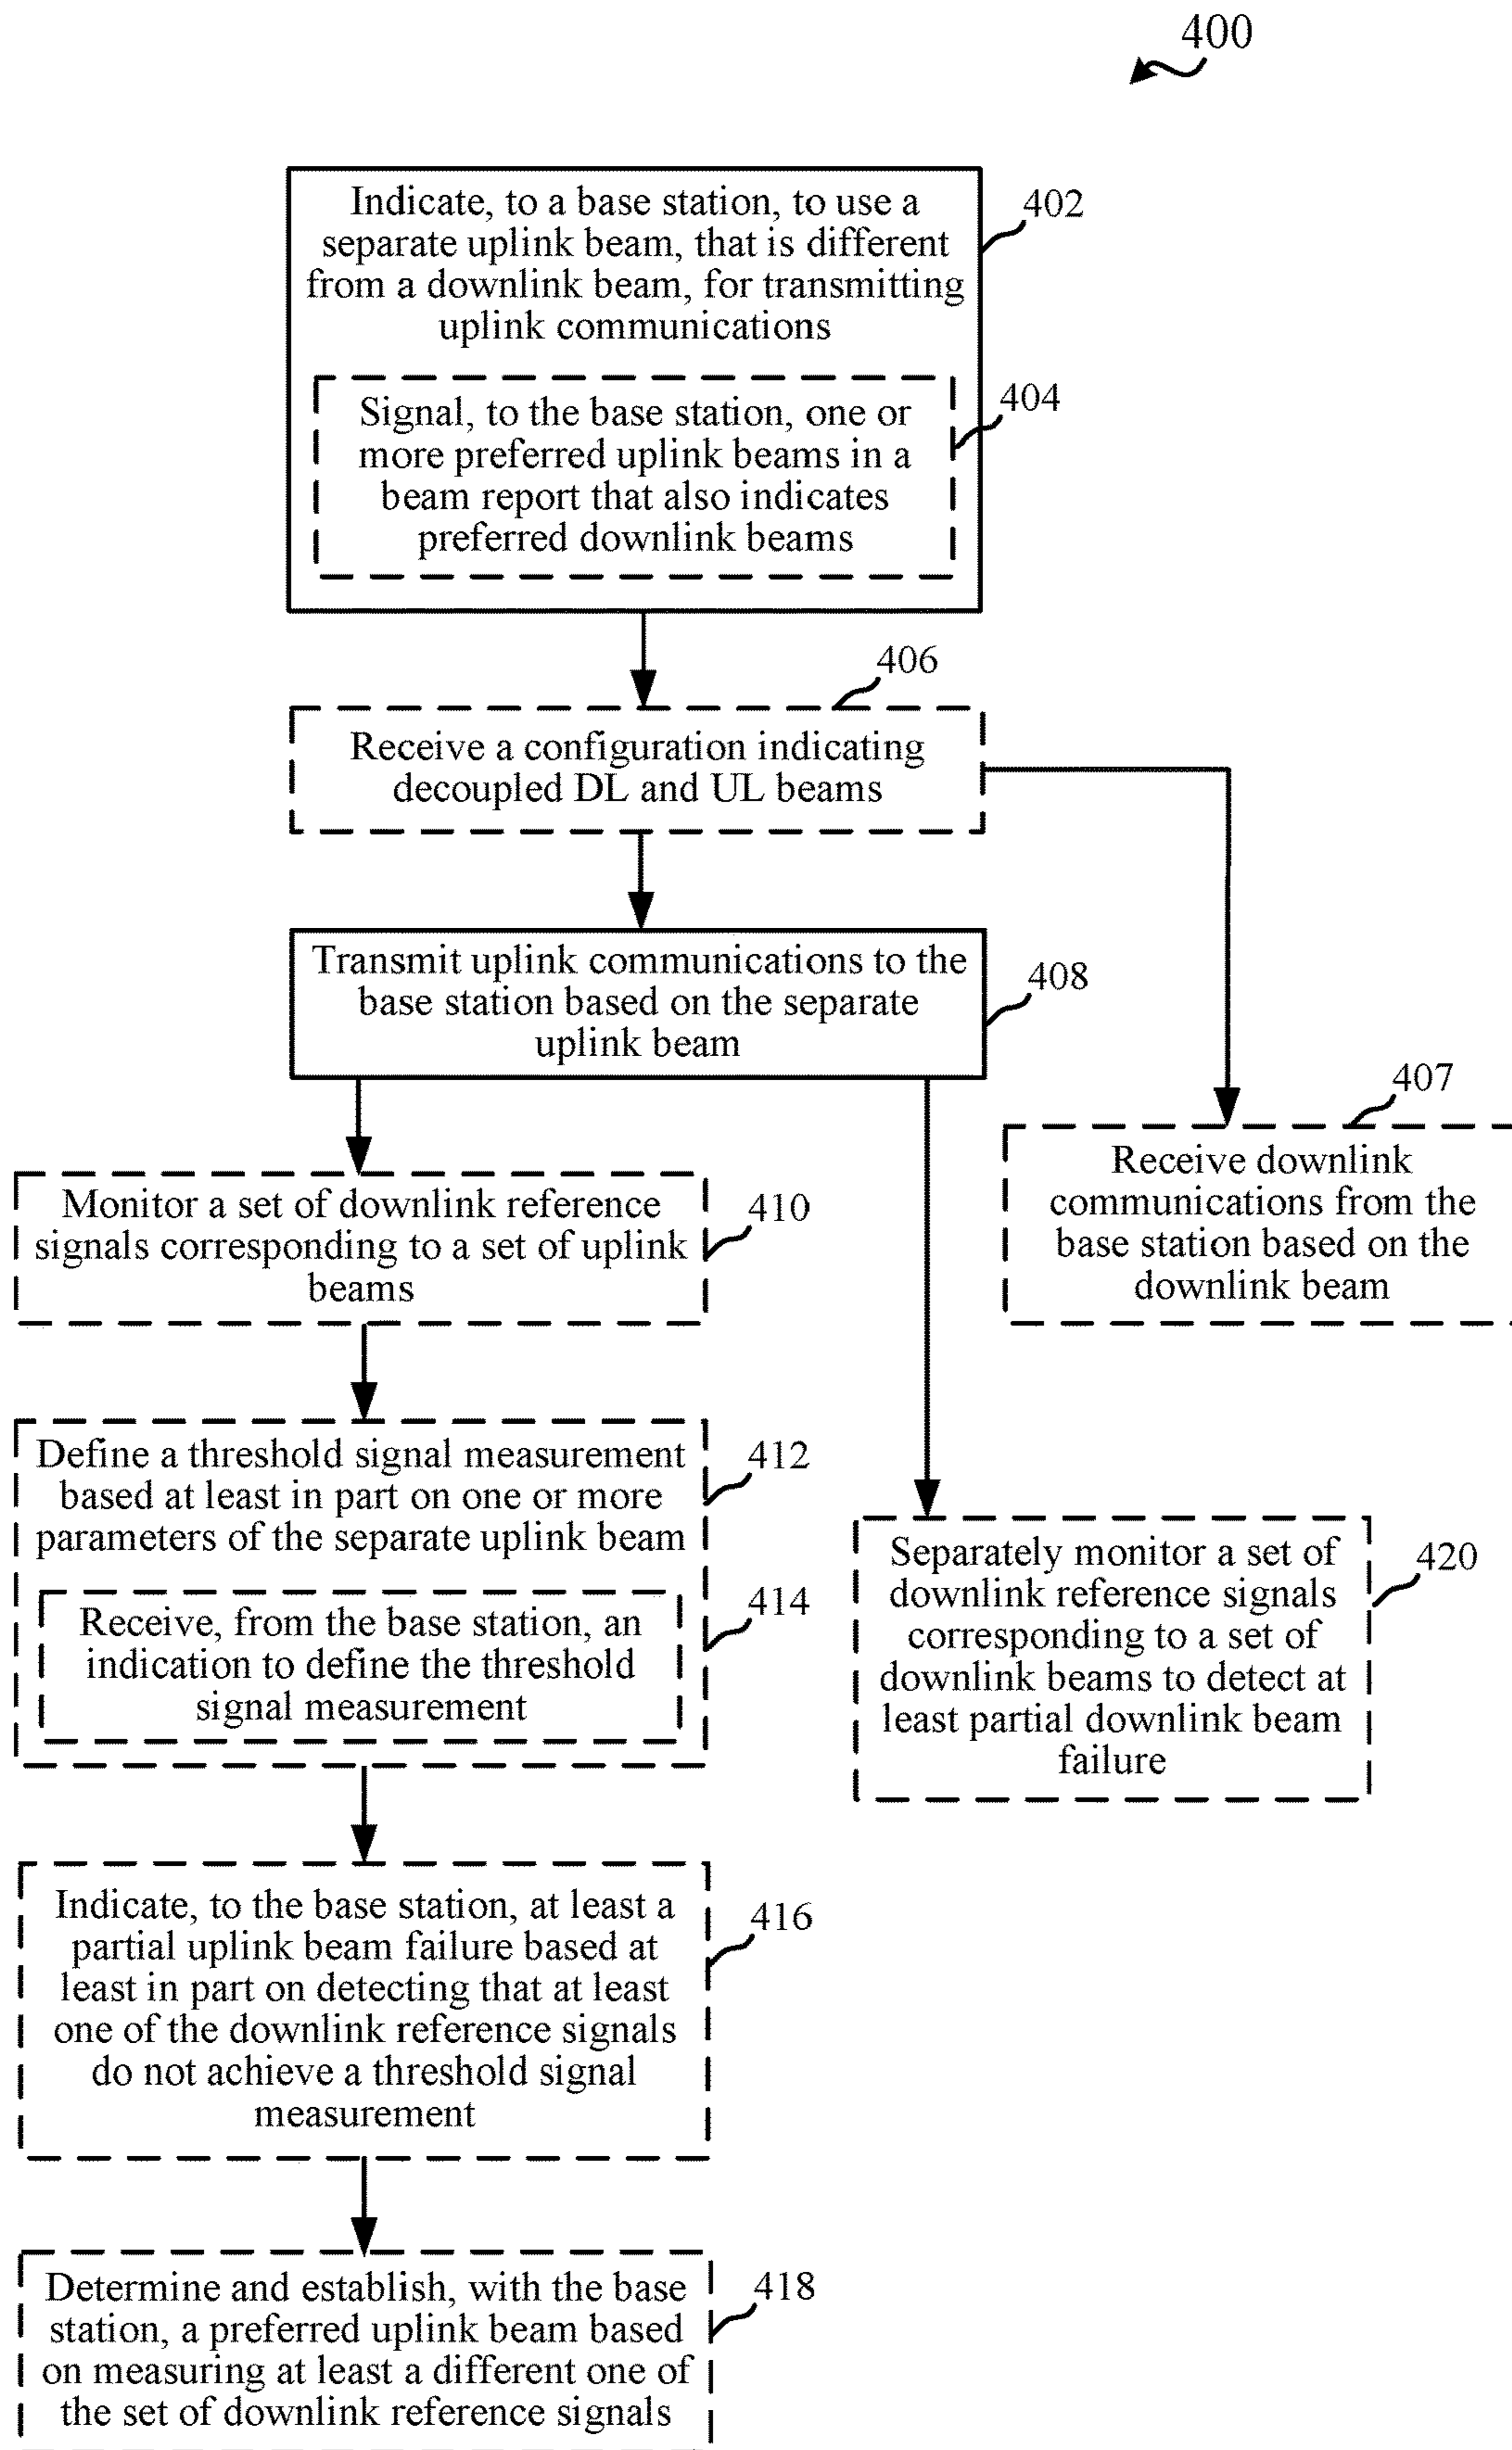 400
Indicate, to a base station, to use a
separate uplink beam, that is different
from a downlink beam, for transmitting
uplink communications
402
Signal, to the base station, one or
more preferred uplink beams in a
beam report that also indicates
preferred downlink beams
404
406
Receive a configuration indicating
decoupled DL and UL beams
Transmit uplink communications to the
base station based on the separate
uplink beam
408
407
Receive downlink
communications from the
base station based on the
downlink beam
Monitor a set of downlink reference
signals corresponding to a set of uplink
beams
410
Define a threshold signal measurement
based at least in part on one or more
parameters of the separate uplink beam
412
Receive, from the base station, an
indication to define the threshold
signal measurement
414
Separately monitor a set of
downlink reference signals
corresponding to a set of
downlink beams to detect at
least partial downlink beam
failure
420
Indicate, to the base station, at least a
partial uplink beam failure based at
least in part on detecting that at least
one of the downlink reference signals
do not achieve a threshold signal
measurement
416
Determine and establish, with the base
station, a preferred uplink beam based
on measuring at least a different one of
the set of downlink reference signals
418